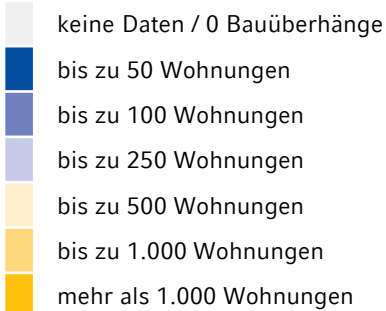 keine Daten / 0 Bauüberhänge
bis zu 50 Wohnungen
bis zu 100 Wohnungen
bis zu 250 Wohnungen
bis zu 500 Wohnungen
bis zu 1.000 Wohnungen
mehr als 1.000 Wohnungen